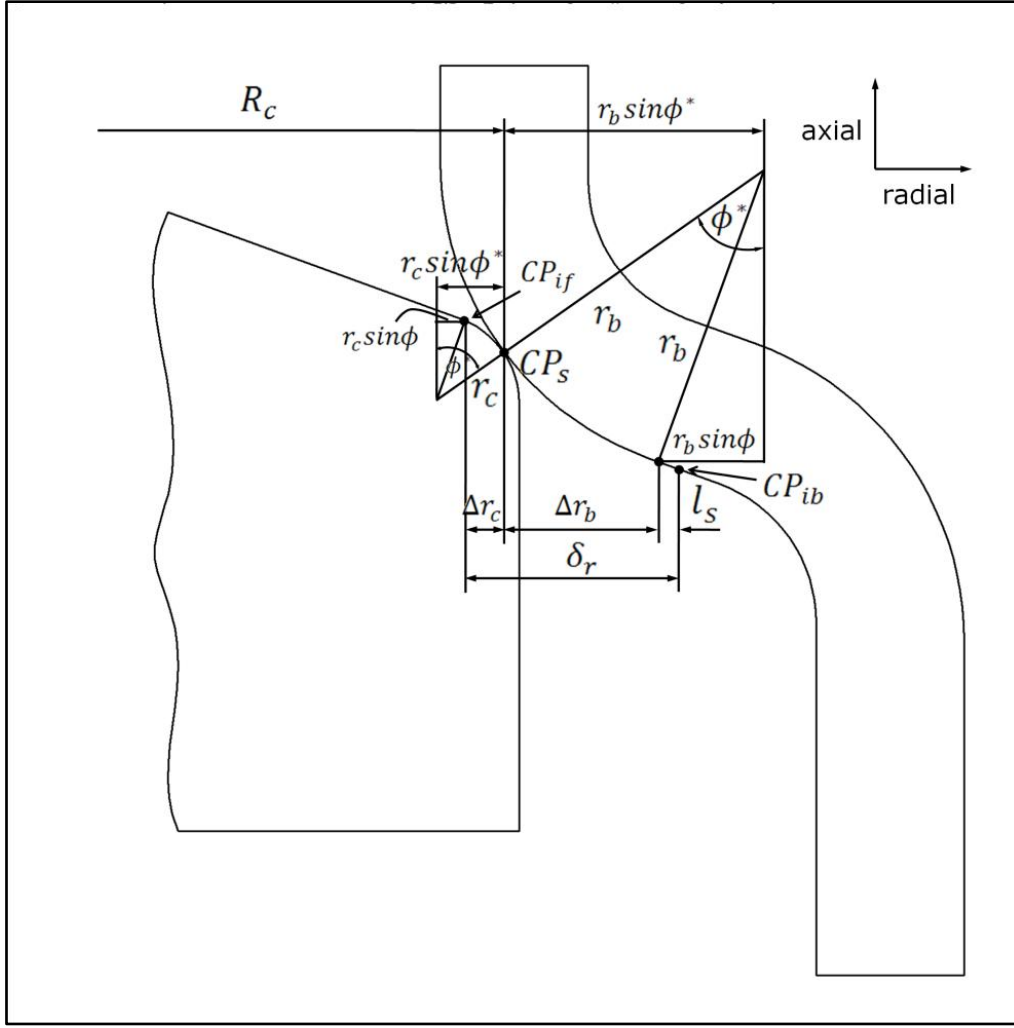 R_c
r_b sinϕ*
axial
radial
ϕ*
r_c sinϕ*
CP_if
r_b
r_c sinϕ
r_b
ϕ*
CP_s
r_c
r_b sinϕ
CP_ib
Δr_c
Δr_b
l_s
δ_r